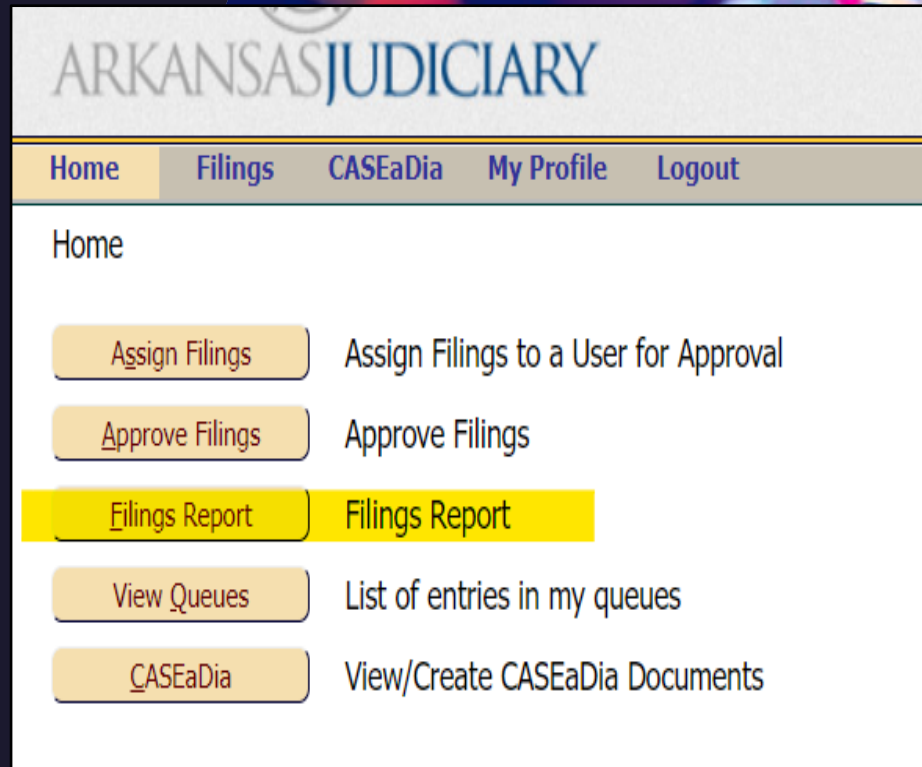 ARKANSASJUDICIARY
Home Filings CASEaDia My Profile Logout
Home
Assign Filings Assign Filings to a User for Approval
Approve Filings Approve Filings
Filings Report Filings Report
View Queues List of entries in my queues
CASEaDia View/Create CASEaDia Documents